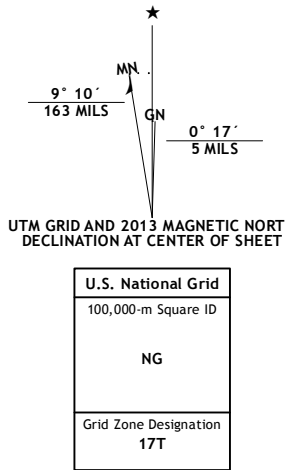 ★
MN
9° 10´
163 MILS
GN
0° 17´
5 MILS
UTM GRID AND 2013 MAGNETIC NORT
DECLINATION AT CENTER OF SHEET
U.S. National Grid
100,000-m Square ID
NG
Grid Zone Designation
17T